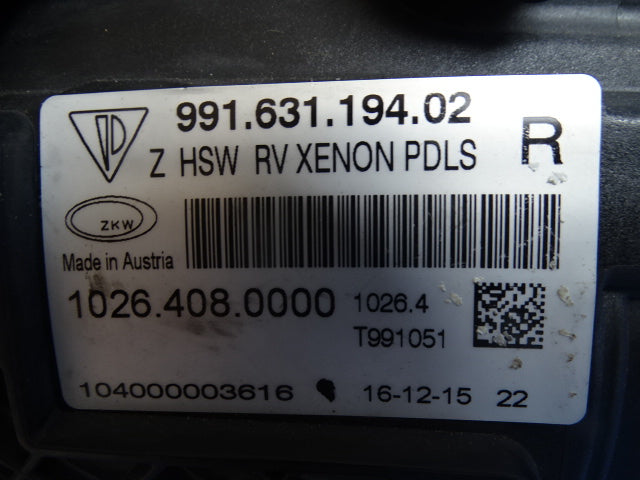 991.631.194.02
Z HSW RV XENON PDLS R
ZKW
Made in Austria
1026.408.0000
1026.4
T991051
104000003616 16-12-15 22